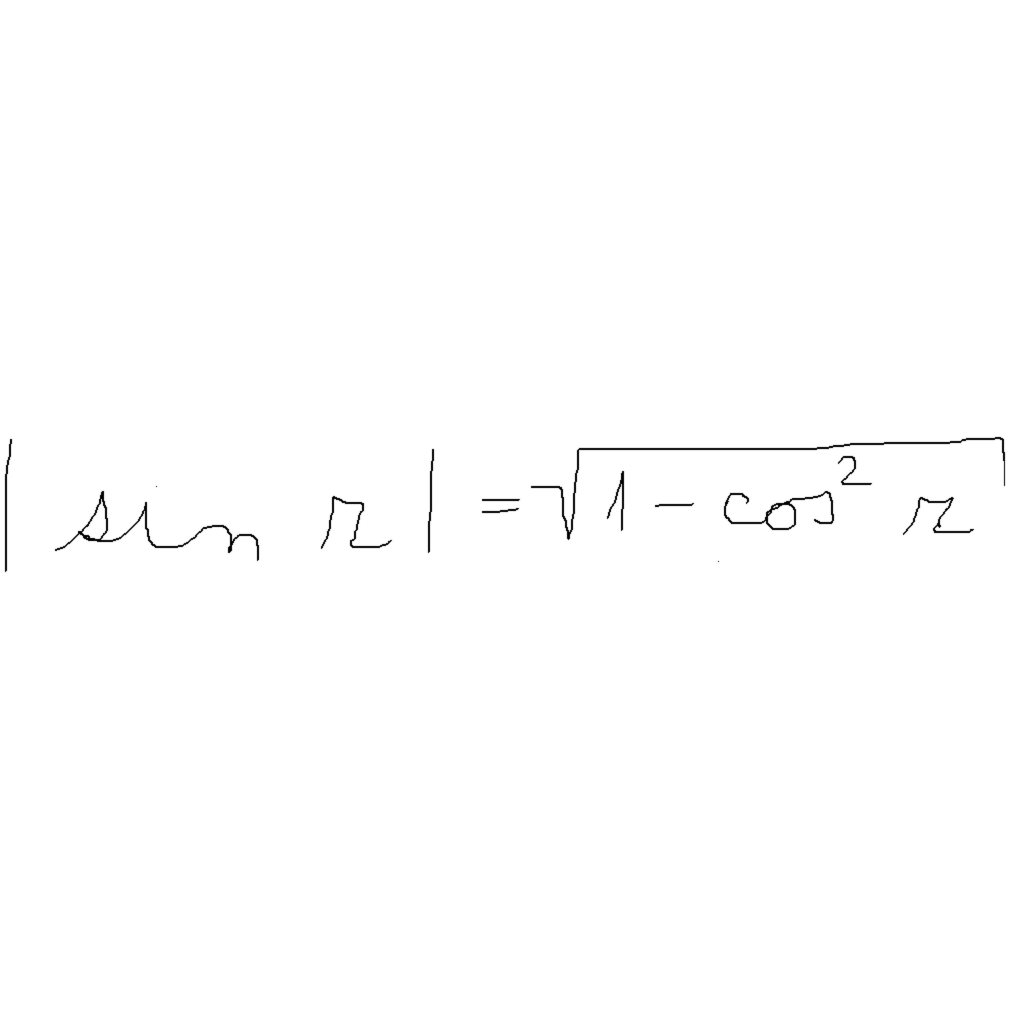 |sin r| = √(1 - cos² r)